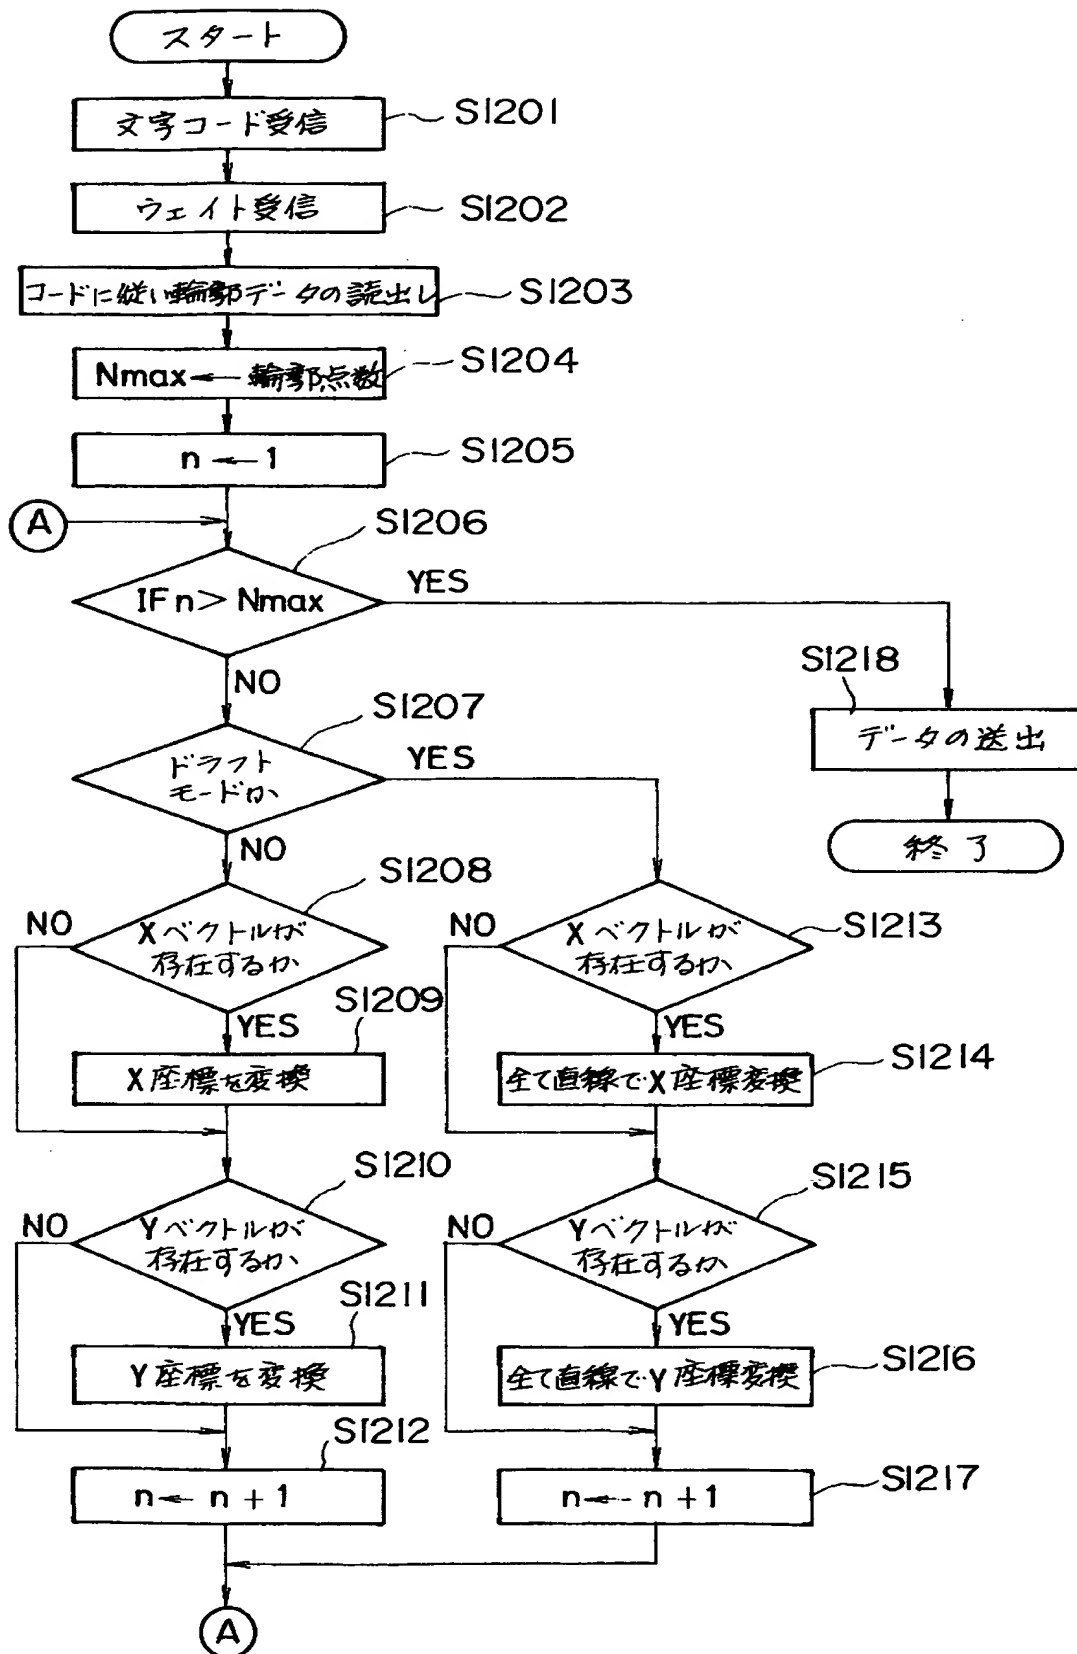 スタート
文字コード受信
S1201
ウェイト受信
S1202
コードに従い輪郭データの読出し
S1203
Nmax ← 輪郭点数
S1204
n ← 1
S1205
A
S1206
IF n > Nmax
YES
NO
S1218
データの送出
終了
S1207
ドラフト
モードか
YES
NO
S1208
NO
Xベクトルが
存在するか
YES
S1209
X座標を変換
S1210
NO
Yベクトルが
存在するか
YES
S1211
Y座標を変換
S1212
n ← n + 1
S1213
NO
Xベクトルが
存在するか
YES
全て直線でX座標変換
S1214
S1215
NO
Yベクトルが
存在するか
YES
全て直線でY座標変換
S1216
n ← n + 1
S1217
A